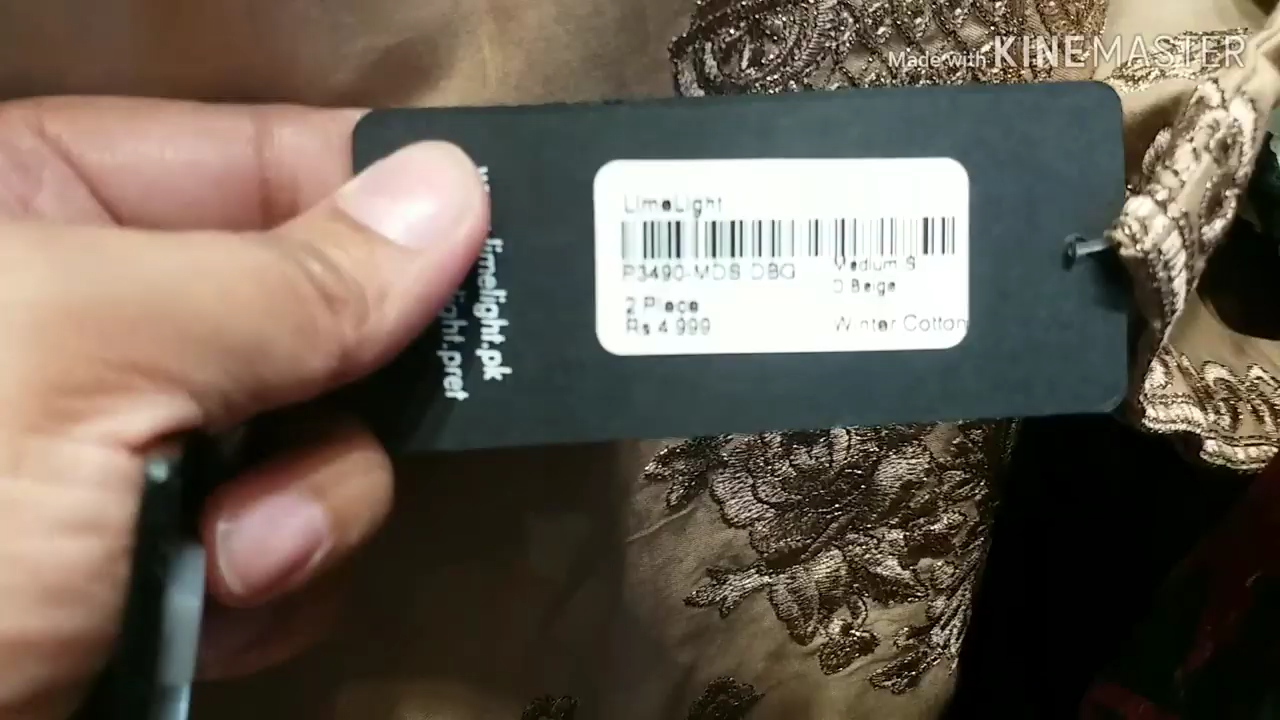 Made with KINEMASTER
LimeLight
P3490-MDS DBG
Medium S
D Beige
2 Piece
Rs 4,999
Winter Cotton
limelight.pk
light.pret